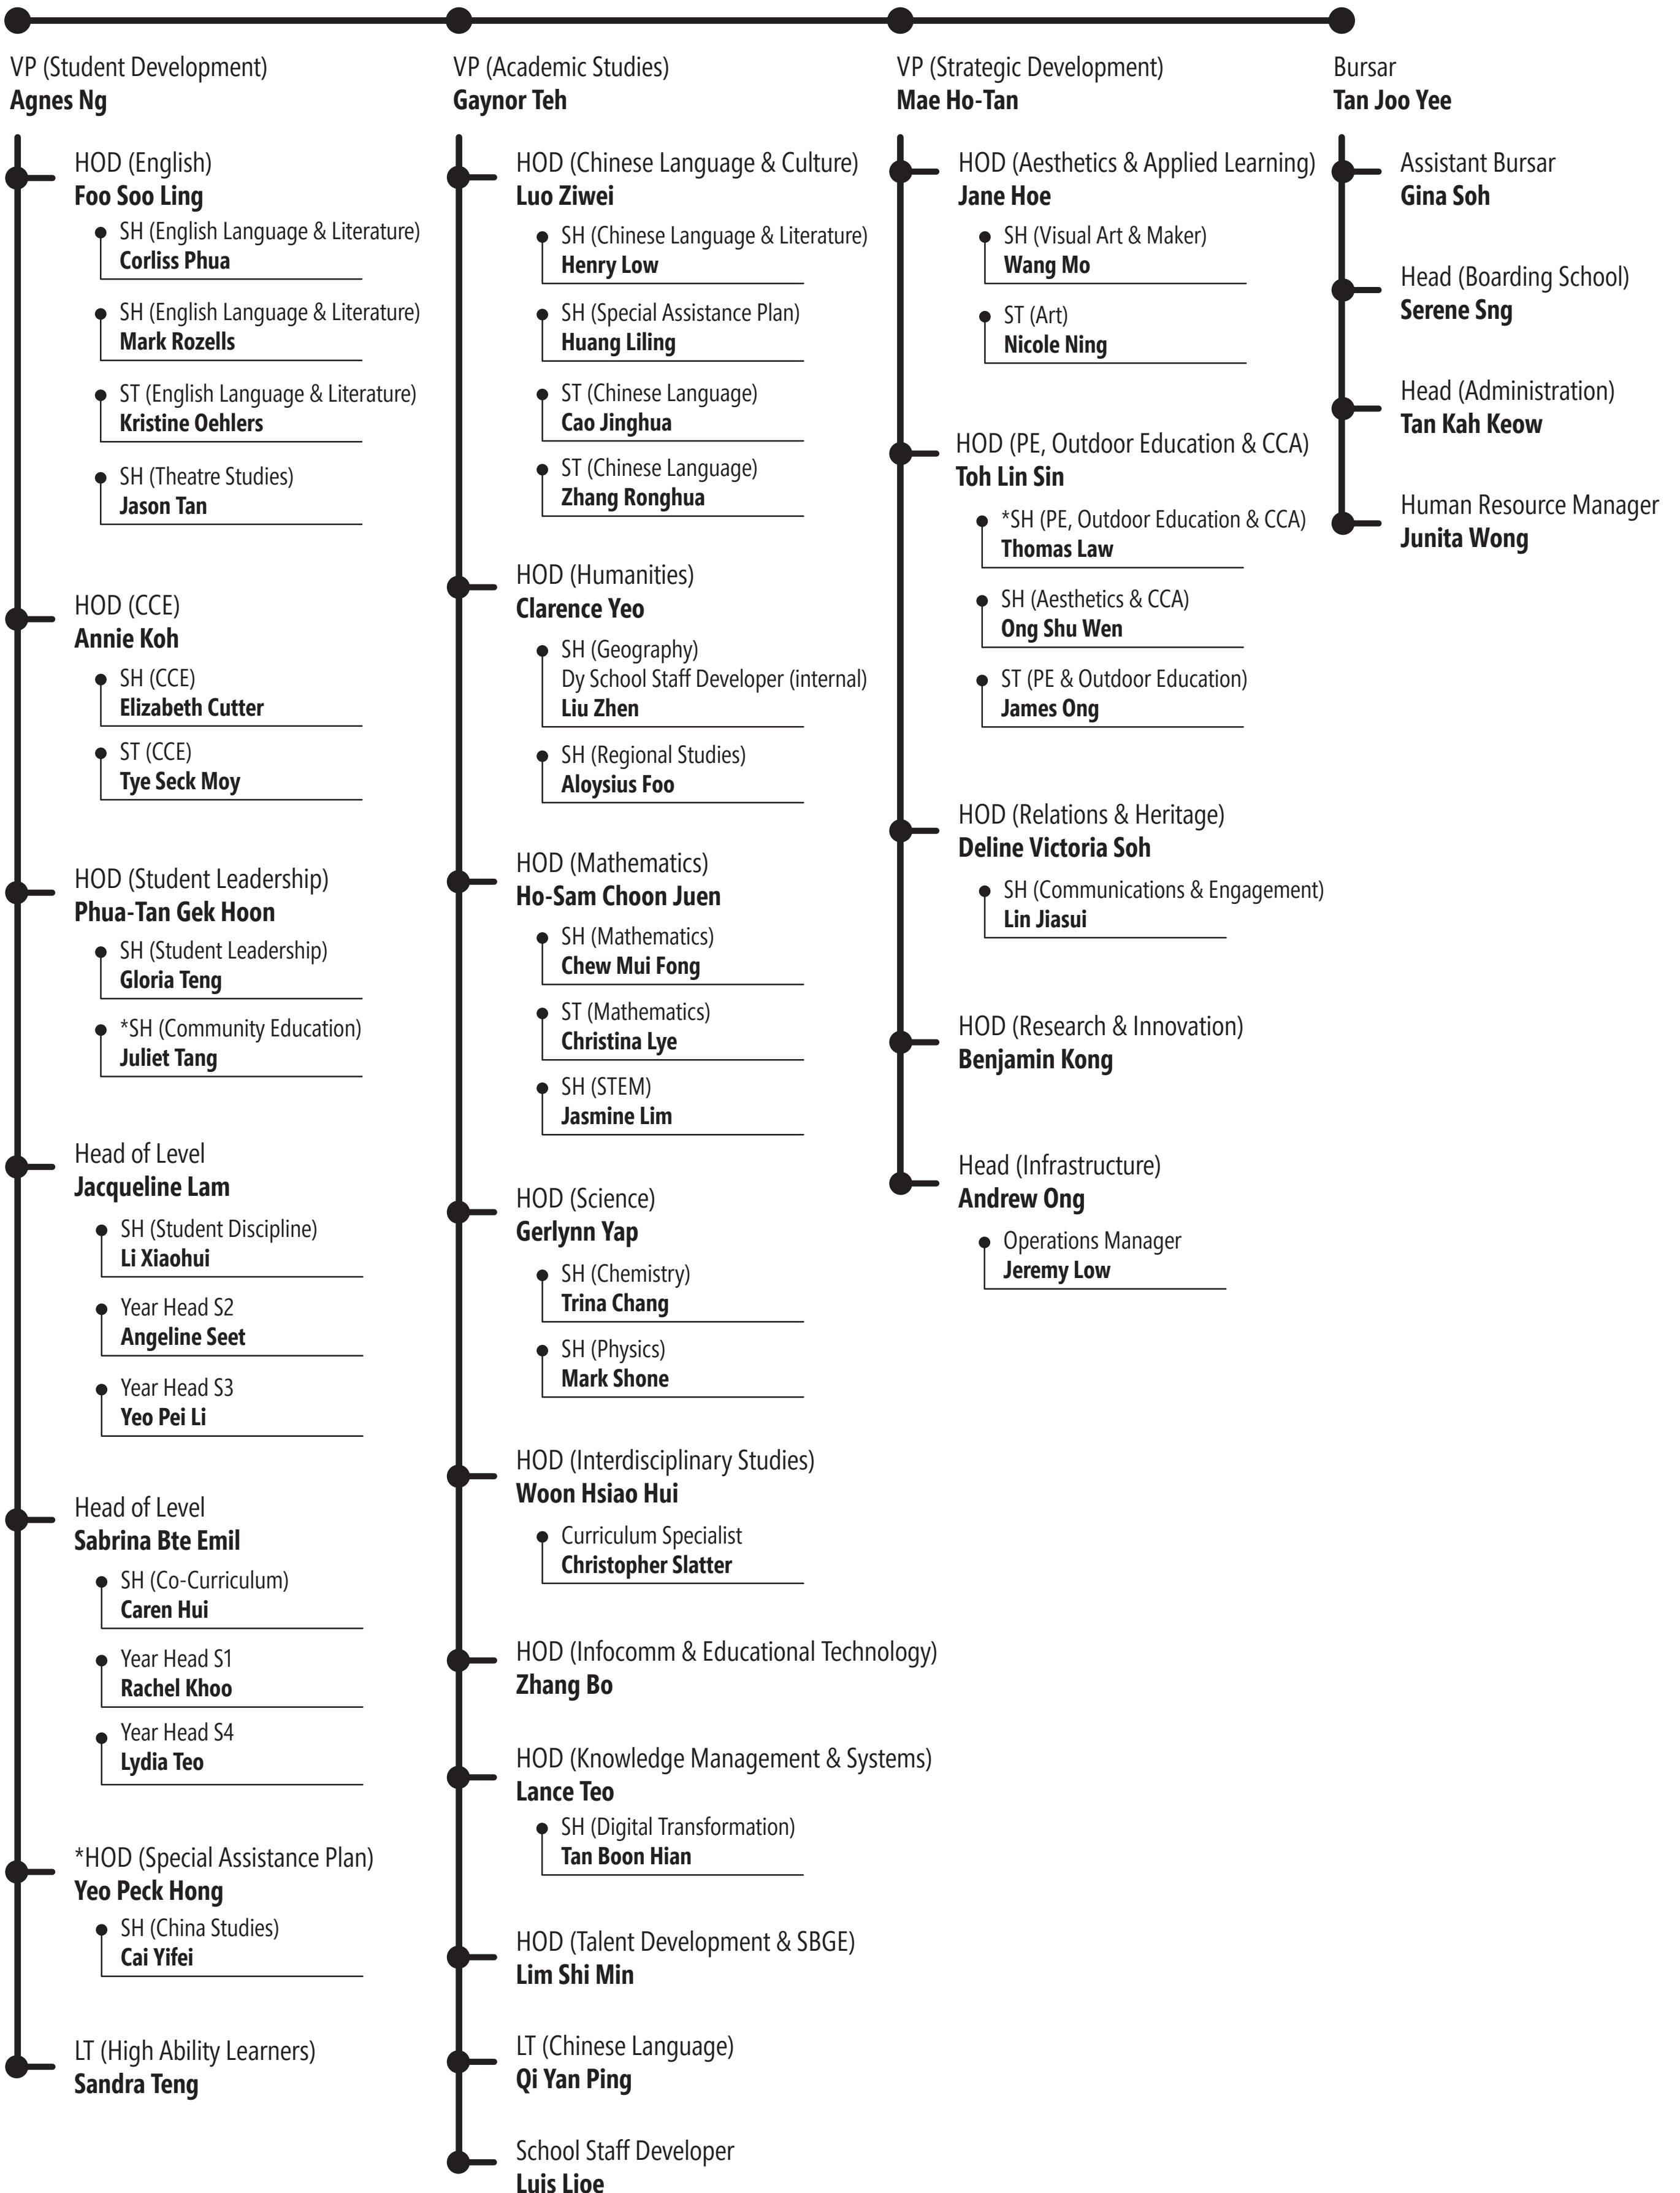 VP (Student Development)
Agnes Ng
HOD (English)
Foo Soo Ling
SH (English Language & Literature)
Corliss Phua
SH (English Language & Literature)
Mark Rozells
ST (English Language & Literature)
Kristine Oehlers
SH (Theatre Studies)
Jason Tan
HOD (CCE)
Annie Koh
SH (CCE)
Elizabeth Cutter
ST (CCE)
Tye Seck Moy
HOD (Student Leadership)
Phua-Tan Gek Hoon
SH (Student Leadership)
Gloria Teng
*SH (Community Education)
Juliet Tang
Head of Level
Jacqueline Lam
SH (Student Discipline)
Li Xiaohui
Year Head S2
Angeline Seet
Year Head S3
Yeo Pei Li
Head of Level
Sabrina Bte Emil
SH (Co-Curriculum)
Caren Hui
Year Head S1
Rachel Khoo
Year Head S4
Lydia Teo
*HOD (Special Assistance Plan)
Yeo Peck Hong
SH (China Studies)
Cai Yifei
LT (High Ability Learners)
Sandra Teng
VP (Academic Studies)
Gaynor Teh
HOD (Chinese Language & Culture)
Luo Ziwei
SH (Chinese Language & Literature)
Henry Low
SH (Special Assistance Plan)
Huang Liling
ST (Chinese Language)
Cao Jinghua
ST (Chinese Language)
Zhang Ronghua
HOD (Humanities)
Clarence Yeo
SH (Geography)
Dy School Staff Developer (internal)
Liu Zhen
SH (Regional Studies)
Aloysius Foo
HOD (Mathematics)
Ho-Sam Choon Juen
SH (Mathematics)
Chew Mui Fong
ST (Mathematics)
Christina Lye
SH (STEM)
Jasmine Lim
HOD (Science)
Gerlynn Yap
SH (Chemistry)
Trina Chang
SH (Physics)
Mark Shone
HOD (Interdisciplinary Studies)
Woon Hsiao Hui
Curriculum Specialist
Christopher Slatter
HOD (Infocomm & Educational Technology)
Zhang Bo
HOD (Knowledge Management & Systems)
Lance Teo
SH (Digital Transformation)
Tan Boon Hian
HOD (Talent Development & SBGE)
Lim Shi Min
LT (Chinese Language)
Qi Yan Ping
School Staff Developer
Luis Lioe
VP (Strategic Development)
Mae Ho-Tan
HOD (Aesthetics & Applied Learning)
Jane Hoe
SH (Visual Art & Maker)
Wang Mo
ST (Art)
Nicole Ning
HOD (PE, Outdoor Education & CCA)
Toh Lin Sin
*SH (PE, Outdoor Education & CCA)
Thomas Law
SH (Aesthetics & CCA)
Ong Shu Wen
ST (PE & Outdoor Education)
James Ong
HOD (Relations & Heritage)
Deline Victoria Soh
SH (Communications & Engagement)
Lin Jiasui
HOD (Research & Innovation)
Benjamin Kong
Head (Infrastructure)
Andrew Ong
Operations Manager
Jeremy Low
Bursar
Tan Joo Yee
Assistant Bursar
Gina Soh
Head (Boarding School)
Serene Sng
Head (Administration)
Tan Kah Keow
Human Resource Manager
Junita Wong